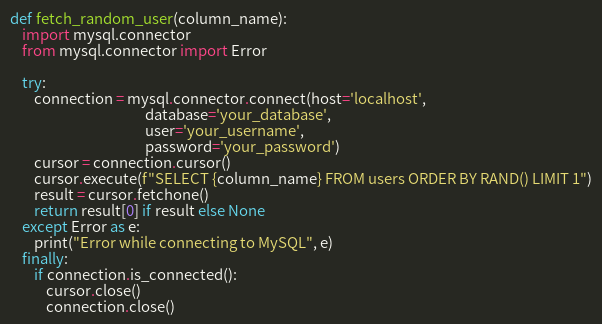 def fetch_random_user(column_name):
    import mysql.connector
    from mysql.connector import Error

    try:
        connection = mysql.connector.connect(host='localhost',
                                             database='your_database',
                                             user='your_username',
                                             password='your_password')
        cursor = connection.cursor()
        cursor.execute(f"SELECT {column_name} FROM users ORDER BY RAND() LIMIT 1")
        result = cursor.fetchone()
        return result[0] if result else None
    except Error as e:
        print("Error while connecting to MySQL", e)
    finally:
        if connection.is_connected():
            cursor.close()
            connection.close()